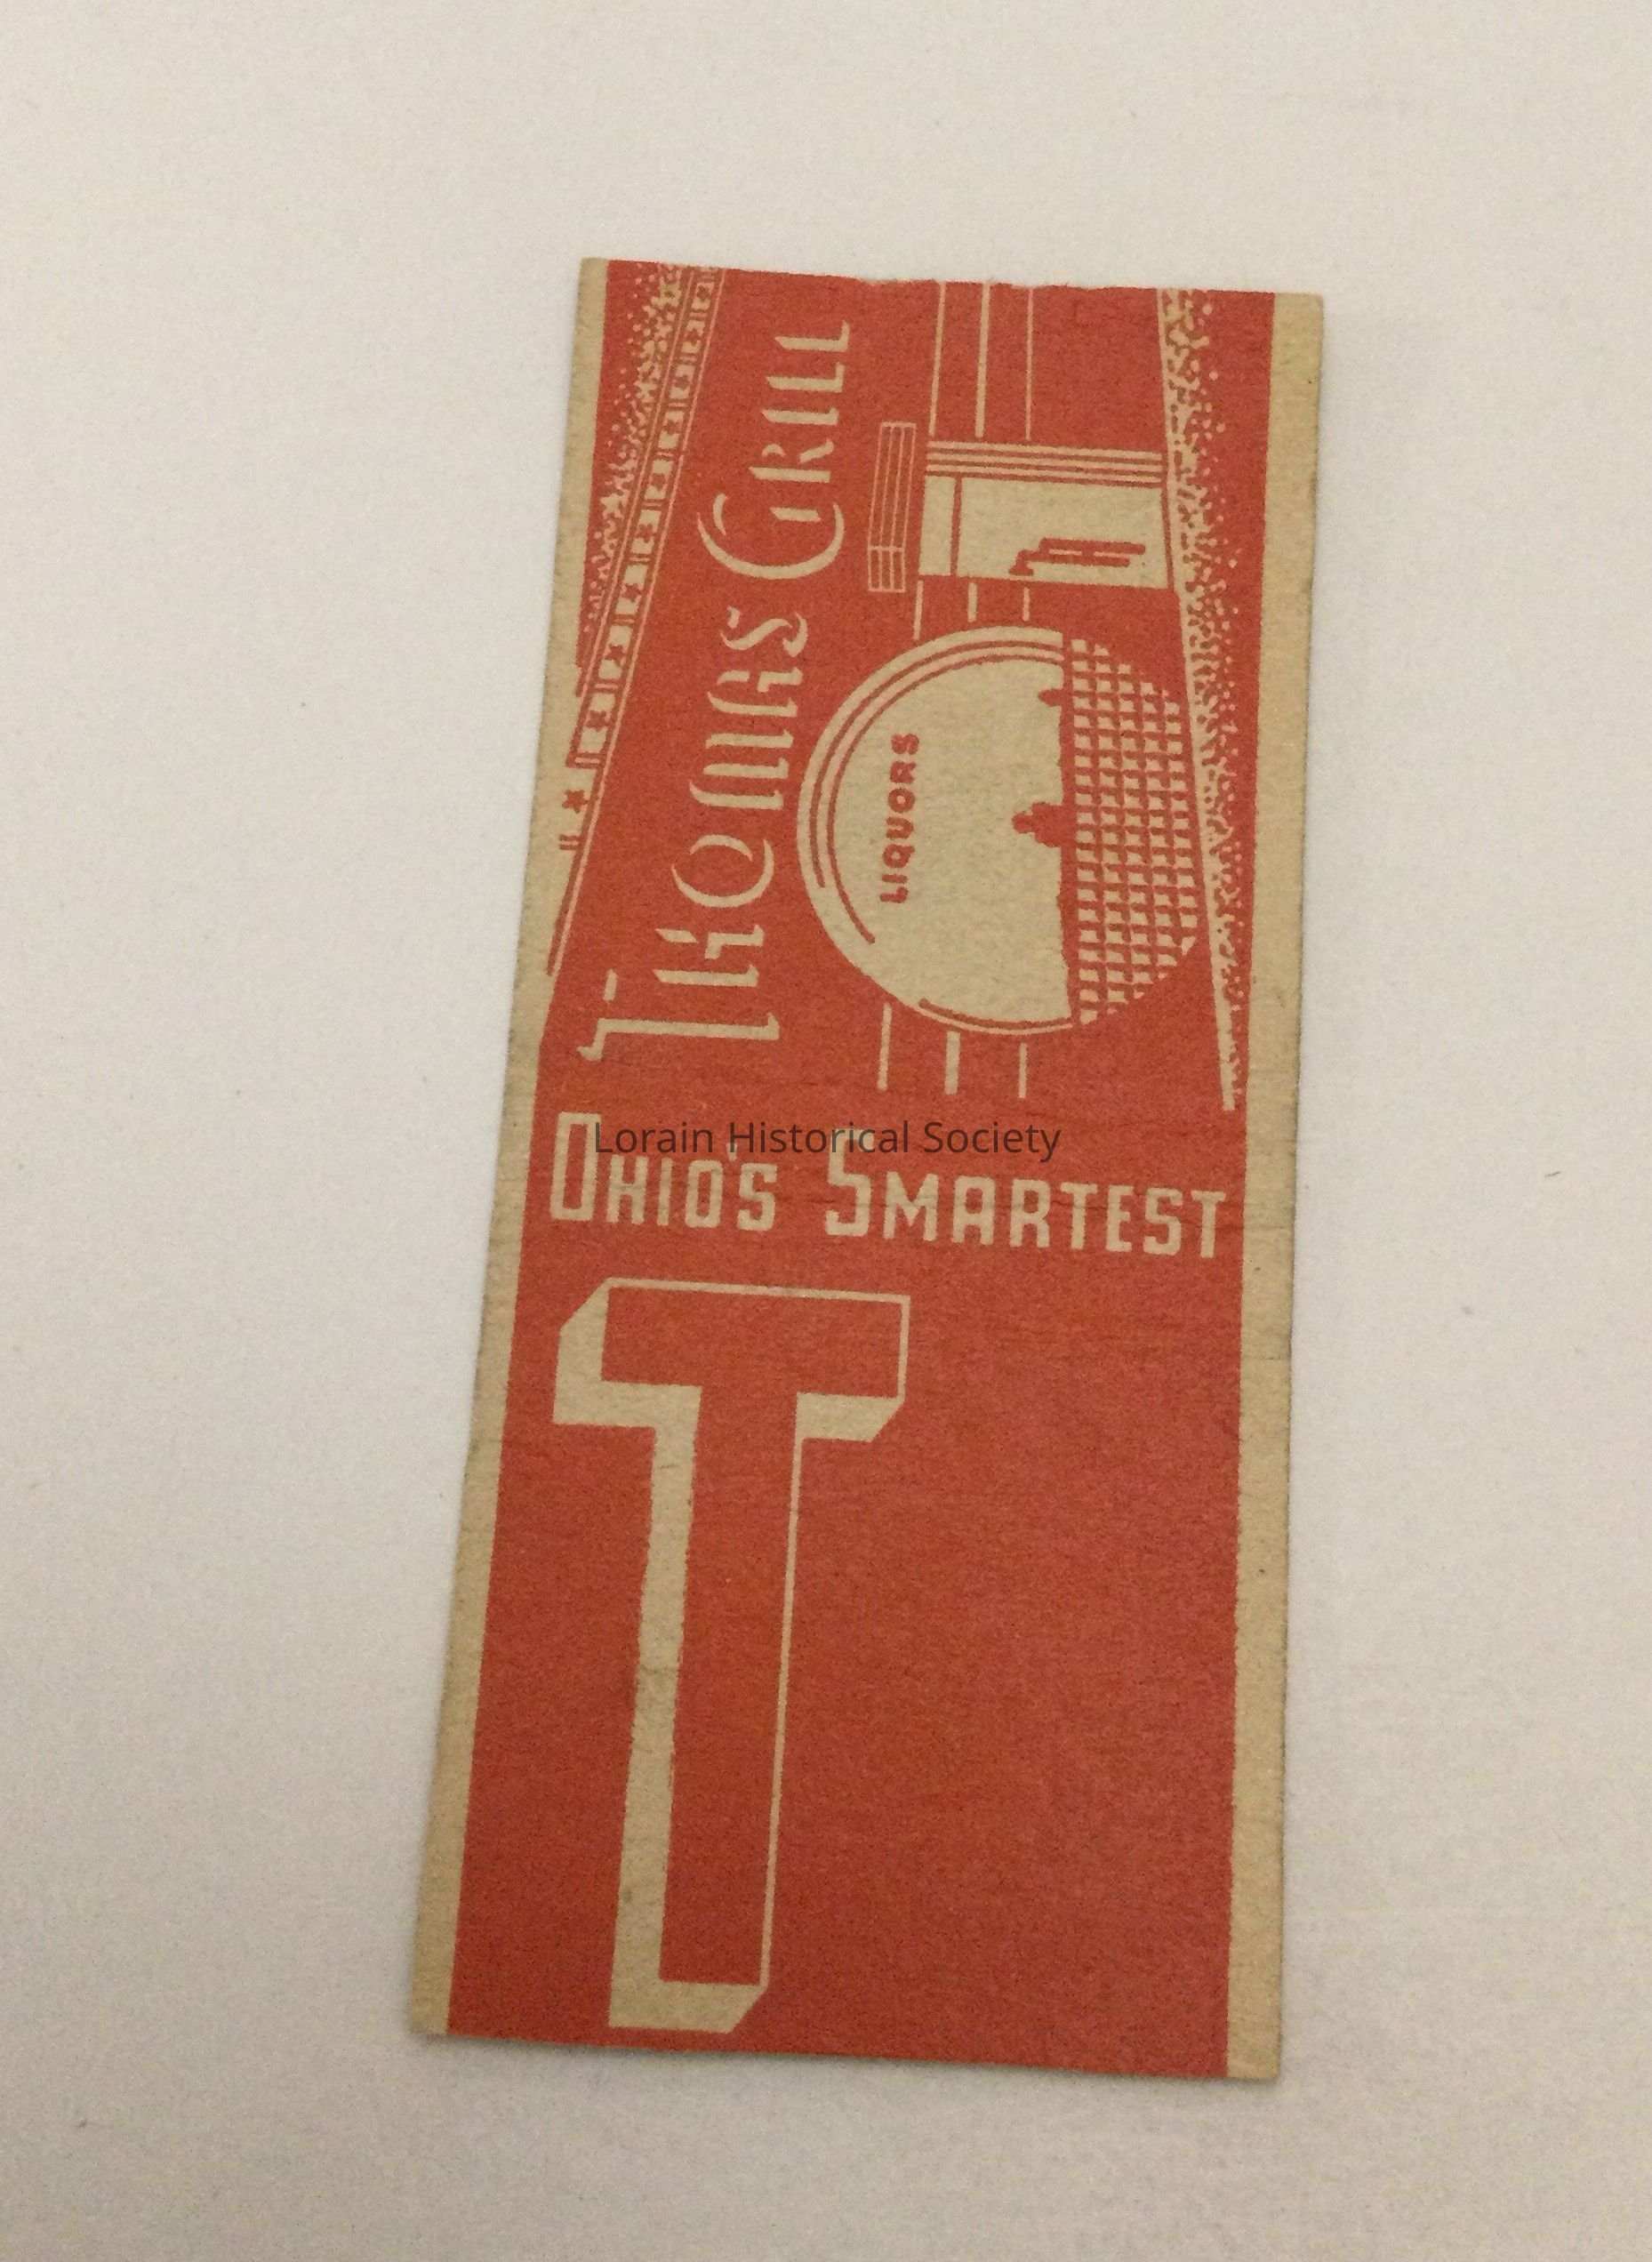 THOMAS GRILL
LIQUORS
OHIO'S SMARTEST
T
Lorain Historical Society